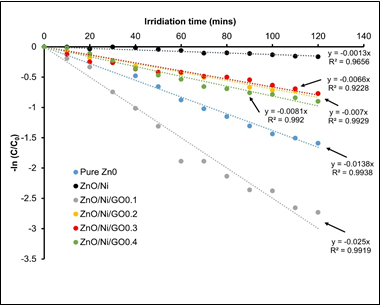 Irridiation time (mins)
0 20 40 60 80 100 120 140
0
-0.5
-1
-1.5
-2
-2.5
-3
-3.5
-ln (C/C₀)
y = -0.0013x
R² = 0.9656
y = -0.0066x
R² = 0.9228
y = -0.0081x
R² = 0.992
y = -0.007x
R² = 0.9929
y = -0.0138x
R² = 0.9938
y = -0.025x
R² = 0.9919
Pure Zn0
ZnO/Ni
ZnO/Ni/GO0.1
ZnO/Ni/GO0.2
ZnO/Ni/GO0.3
ZnO/Ni/GO0.4